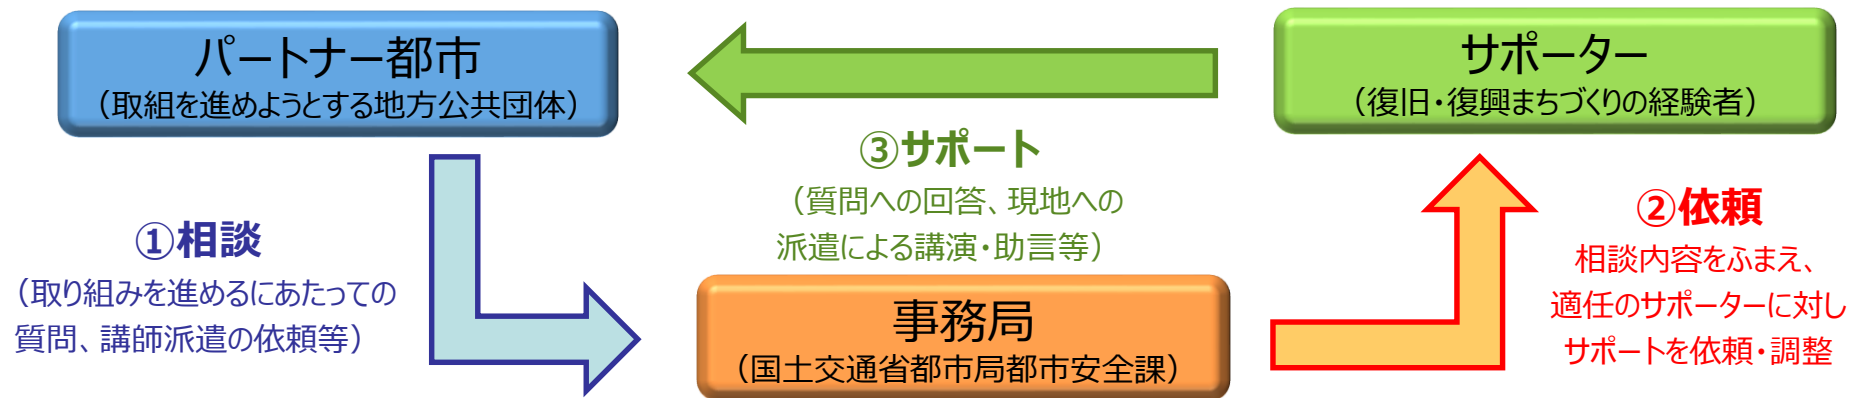 パートナー都市
（取組を進めようとする地方公共団体）
サポーター
（復旧・復興まちづくりの経験者）
③サポート
（質問への回答、現地への
派遣による講演・助言等）
①相談
（取り組みを進めるにあたっての
質問、講師派遣の依頼等）
②依頼
相談内容をふまえ、
適任のサポーターに対し
サポートを依頼・調整
事務局
（国土交通省都市局都市安全課）